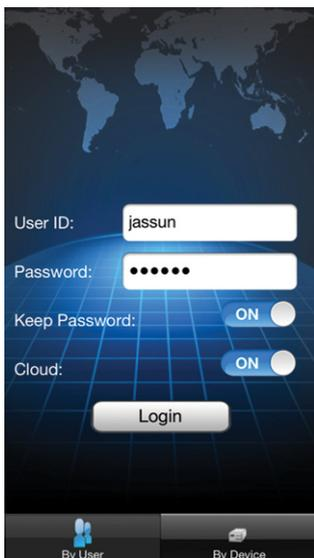 User ID: jassun
Password: ••••••
Keep Password: ON
Cloud: ON
Login
By User By Device